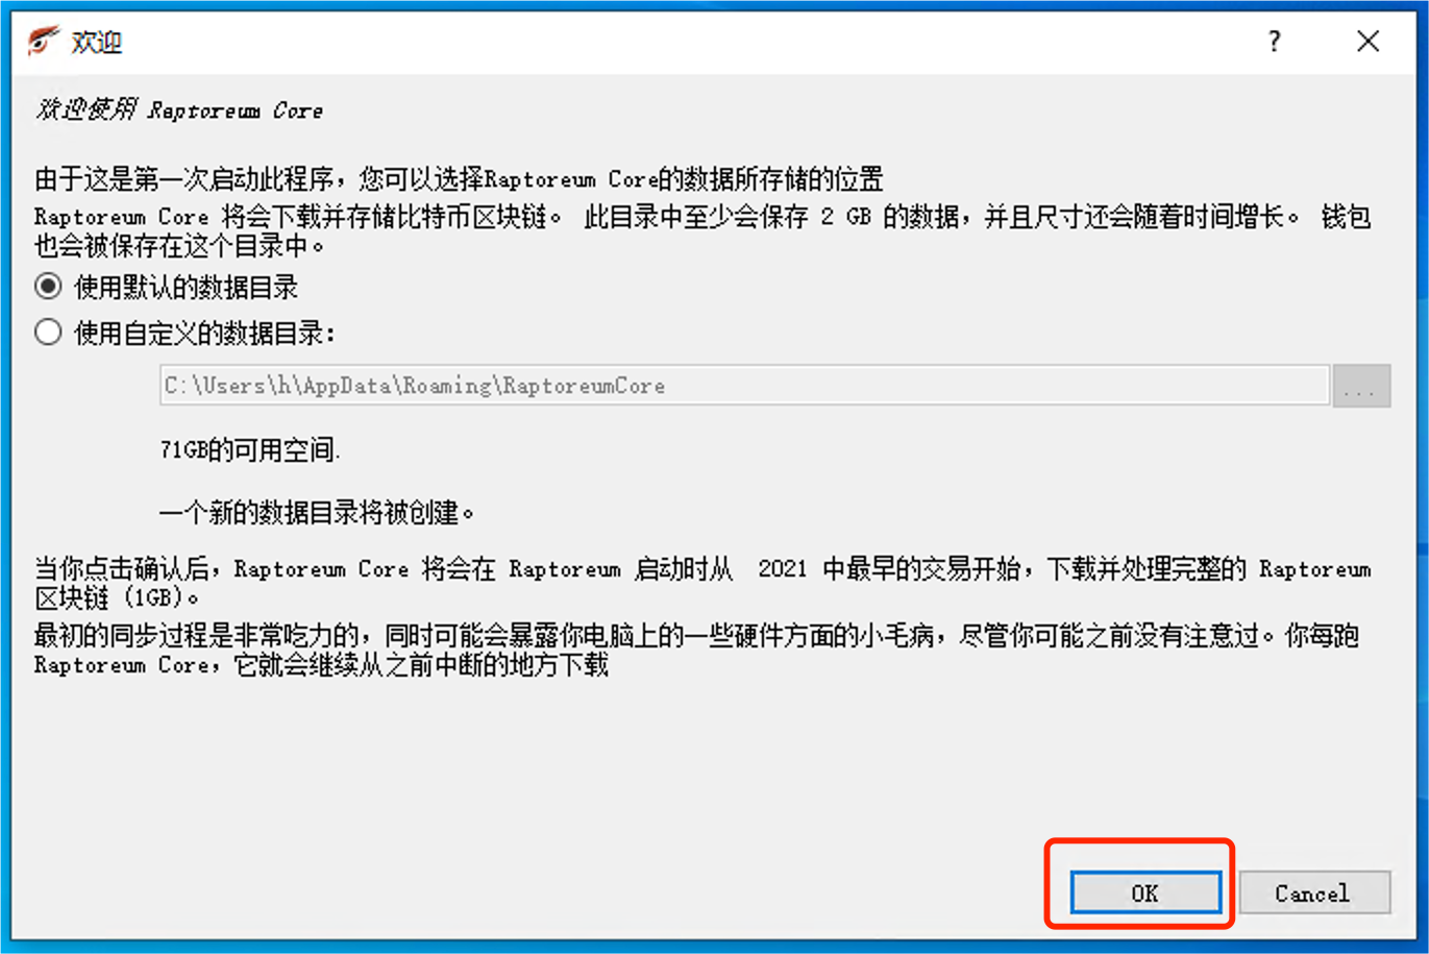 欢迎
?
欢迎使用 Raptoreum Core
由于这是第一次启动此程序，您可以选择Raptoreum Core的数据所存储的位置
Raptoreum Core 将会下载并存储比特币区块链。 此目录中至少会保存 2 GB 的数据，并且尺寸还会随着时间增长。 钱包
也会被保存在这个目录中。
使用默认的数据目录
使用自定义的数据目录：
C:\Users\h\AppData\Roaming\RaptoreumCore
...
71GB的可用空间.
一个新的数据目录将被创建。
当你点击确认后，Raptoreum Core 将会在 Raptoreum 启动时从 2021 中最早的交易开始，下载并处理完整的 Raptoreum
区块链 (1GB)。
最初的同步过程是非常吃力的，同时可能会暴露你电脑上的一些硬件方面的小毛病，尽管你可能之前没有注意过。你每跑
Raptoreum Core，它就会继续从之前中断的地方下载
OK
Cancel